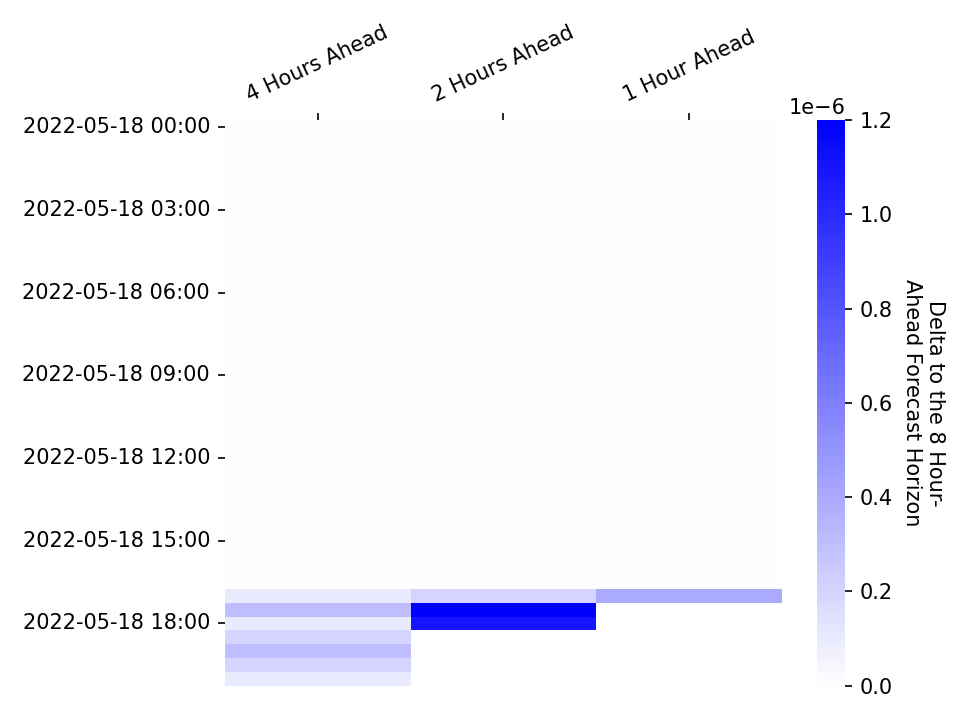 4 Hours Ahead
2 Hours Ahead
1 Hour Ahead
1e−6
2022-05-18 00:00
2022-05-18 03:00
2022-05-18 06:00
2022-05-18 09:00
2022-05-18 12:00
2022-05-18 15:00
2022-05-18 18:00
1.2
1.0
0.8
0.6
0.4
0.2
0.0
Delta to the 8 Hour-
Ahead Forecast Horizon